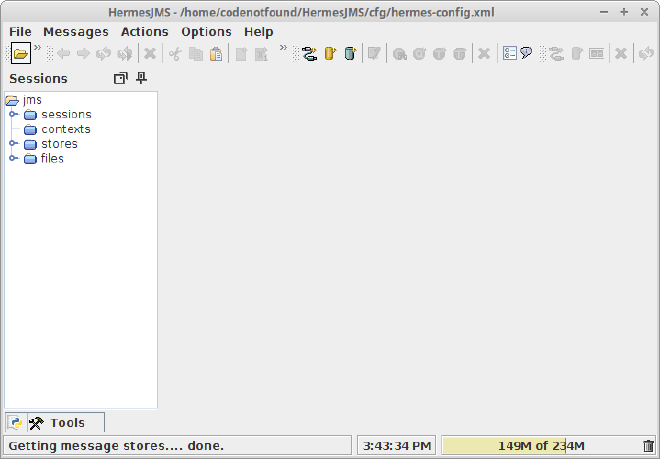 HermesJMS - /home/codenotfound/HermesJMS/cfg/hermes-config.xml
File Messages Actions Options Help
Sessions
jms
sessions
contexts
stores
files
Tools
Getting message stores.... done.
3:43:34 PM
149M of 234M